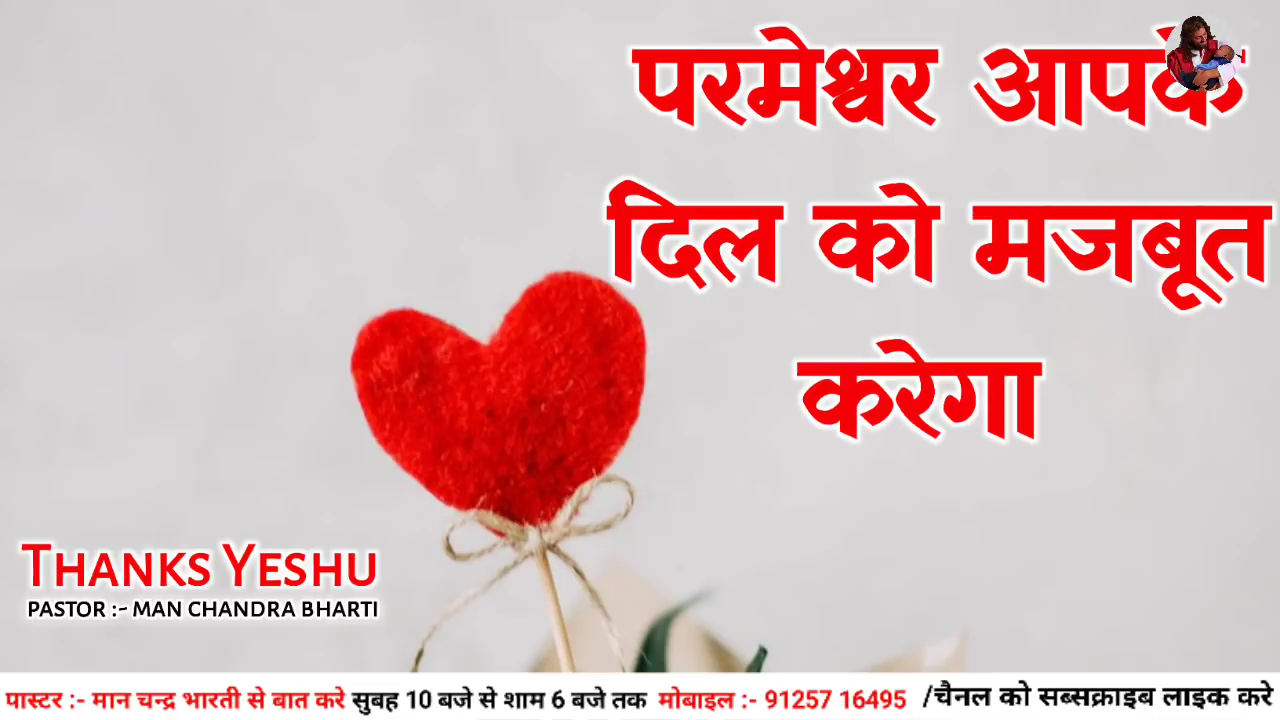 परमेश्वर आपके
दिल को मजबूत
करेगा
THANKS YESHU
PASTOR :- MAN CHANDRA BHARTI
पास्टर :- मान चन्द्र भारती से बात करे सुबह 10 बजे से शाम 6 बजे तक मोबाइल :- 91257 16495 /चैनल को सब्सक्राइब लाइक करे